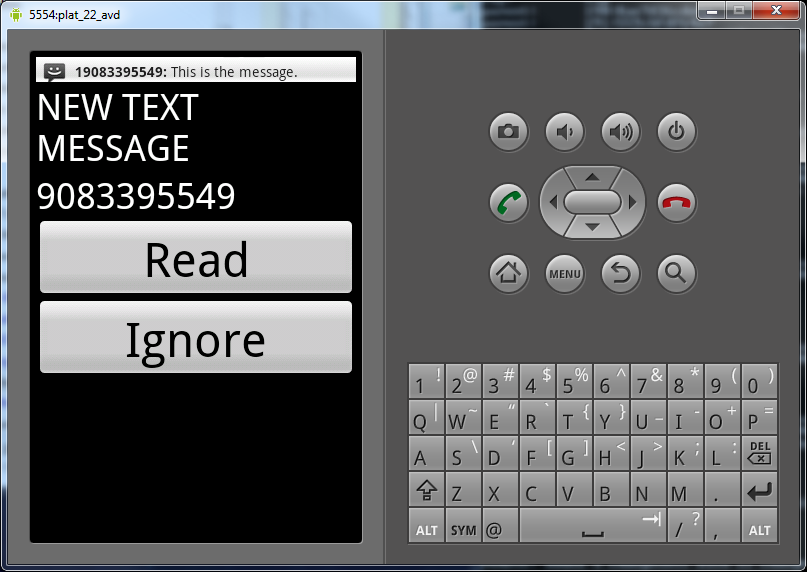 5554:plat_22_avd
19083395549: This is the message.
NEW TEXT
MESSAGE
9083395549
Read
Ignore
MENU
1 ! 2 @ 3 # 4 $ 5 % 6 ^ 7 & 8 * 9 ( 0 )
Q | W ~ E “ R ` T { Y } U _ I - O + P =
A S \ D ‘ F [ G ] H < J > K ; L : DEL
Z X C V B N M .
ALT SYM @ / ? , ALT